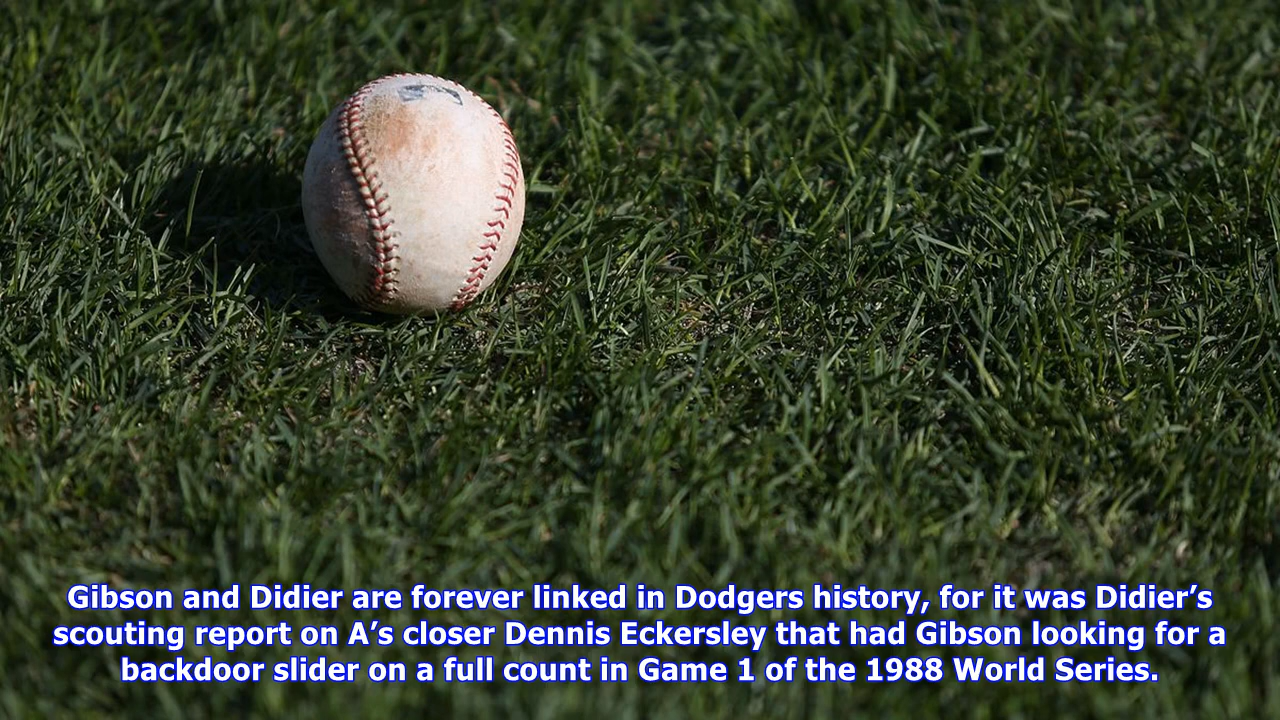 Gibson and Didier are forever linked in Dodgers history, for it was Didier’s
scouting report on A’s closer Dennis Eckersley that had Gibson looking for a
backdoor slider on a full count in Game 1 of the 1988 World Series.